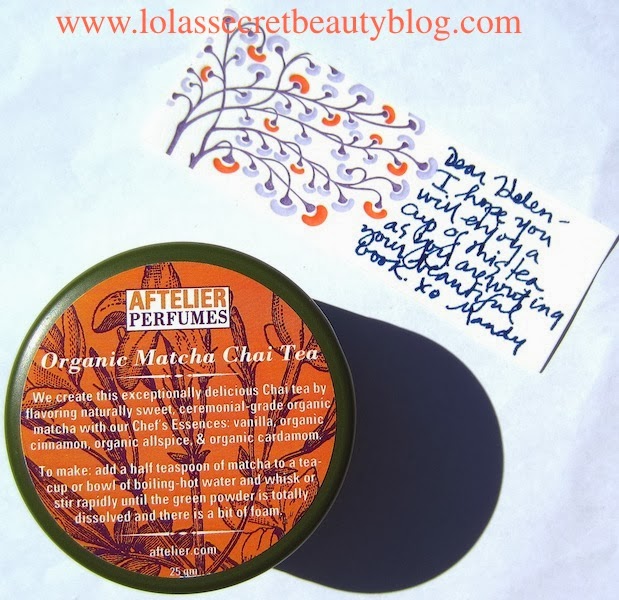 www.lolassecretbeautyblog.com
Dear Helen-
I hope you
will enjoy a
cup of this tea
as you are writing
your beautiful
book. xo Mandy
AFTELIER
PERFUMES
Organic Matcha Chai Tea
We create this exceptionally delicious Chai tea by
flavoring naturally sweet, ceremonial-grade organic
matcha with our Chef's Essences: vanilla, organic
cinnamon, organic allspice, & organic cardamom.
To make: add a half teaspoon of matcha to a tea-
cup or bowl of boiling-hot water and whisk or
stir rapidly until the green powder is totally
dissolved and there is a bit of foam.
aftelier.com
25 gm